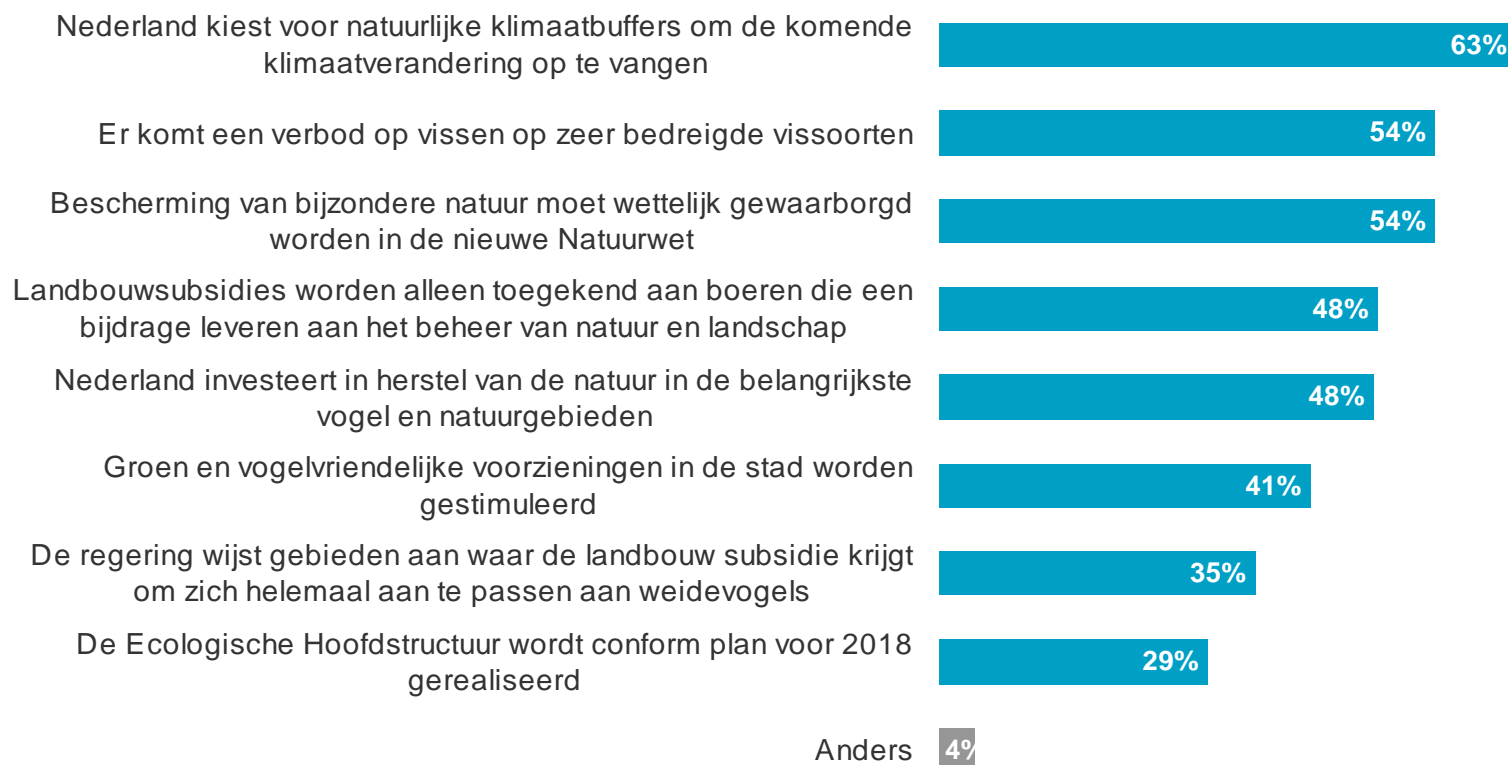 Nederland kiest voor natuurlijke klimaatbuffers om de komende
klimaatverandering op te vangen
63%
Er komt een verbod op vissen op zeer bedreigde vissoorten
54%
Bescherming van bijzondere natuur moet wettelijk gewaarborgd
worden in de nieuwe Natuurwet
54%
Landbouwsubsidies worden alleen toegekend aan boeren die een
bijdrage leveren aan het beheer van natuur en landschap
48%
Nederland investeert in herstel van de natuur in de belangrijkste
vogel en natuurgebieden
48%
Groen en vogelvriendelijke voorzieningen in de stad worden
gestimuleerd
41%
De regering wijst gebieden aan waar de landbouw subsidie krijgt
om zich helemaal aan te passen aan weidevogels
35%
De Ecologische Hoofdstructuur wordt conform plan voor 2018
gerealiseerd
29%
Anders
4%